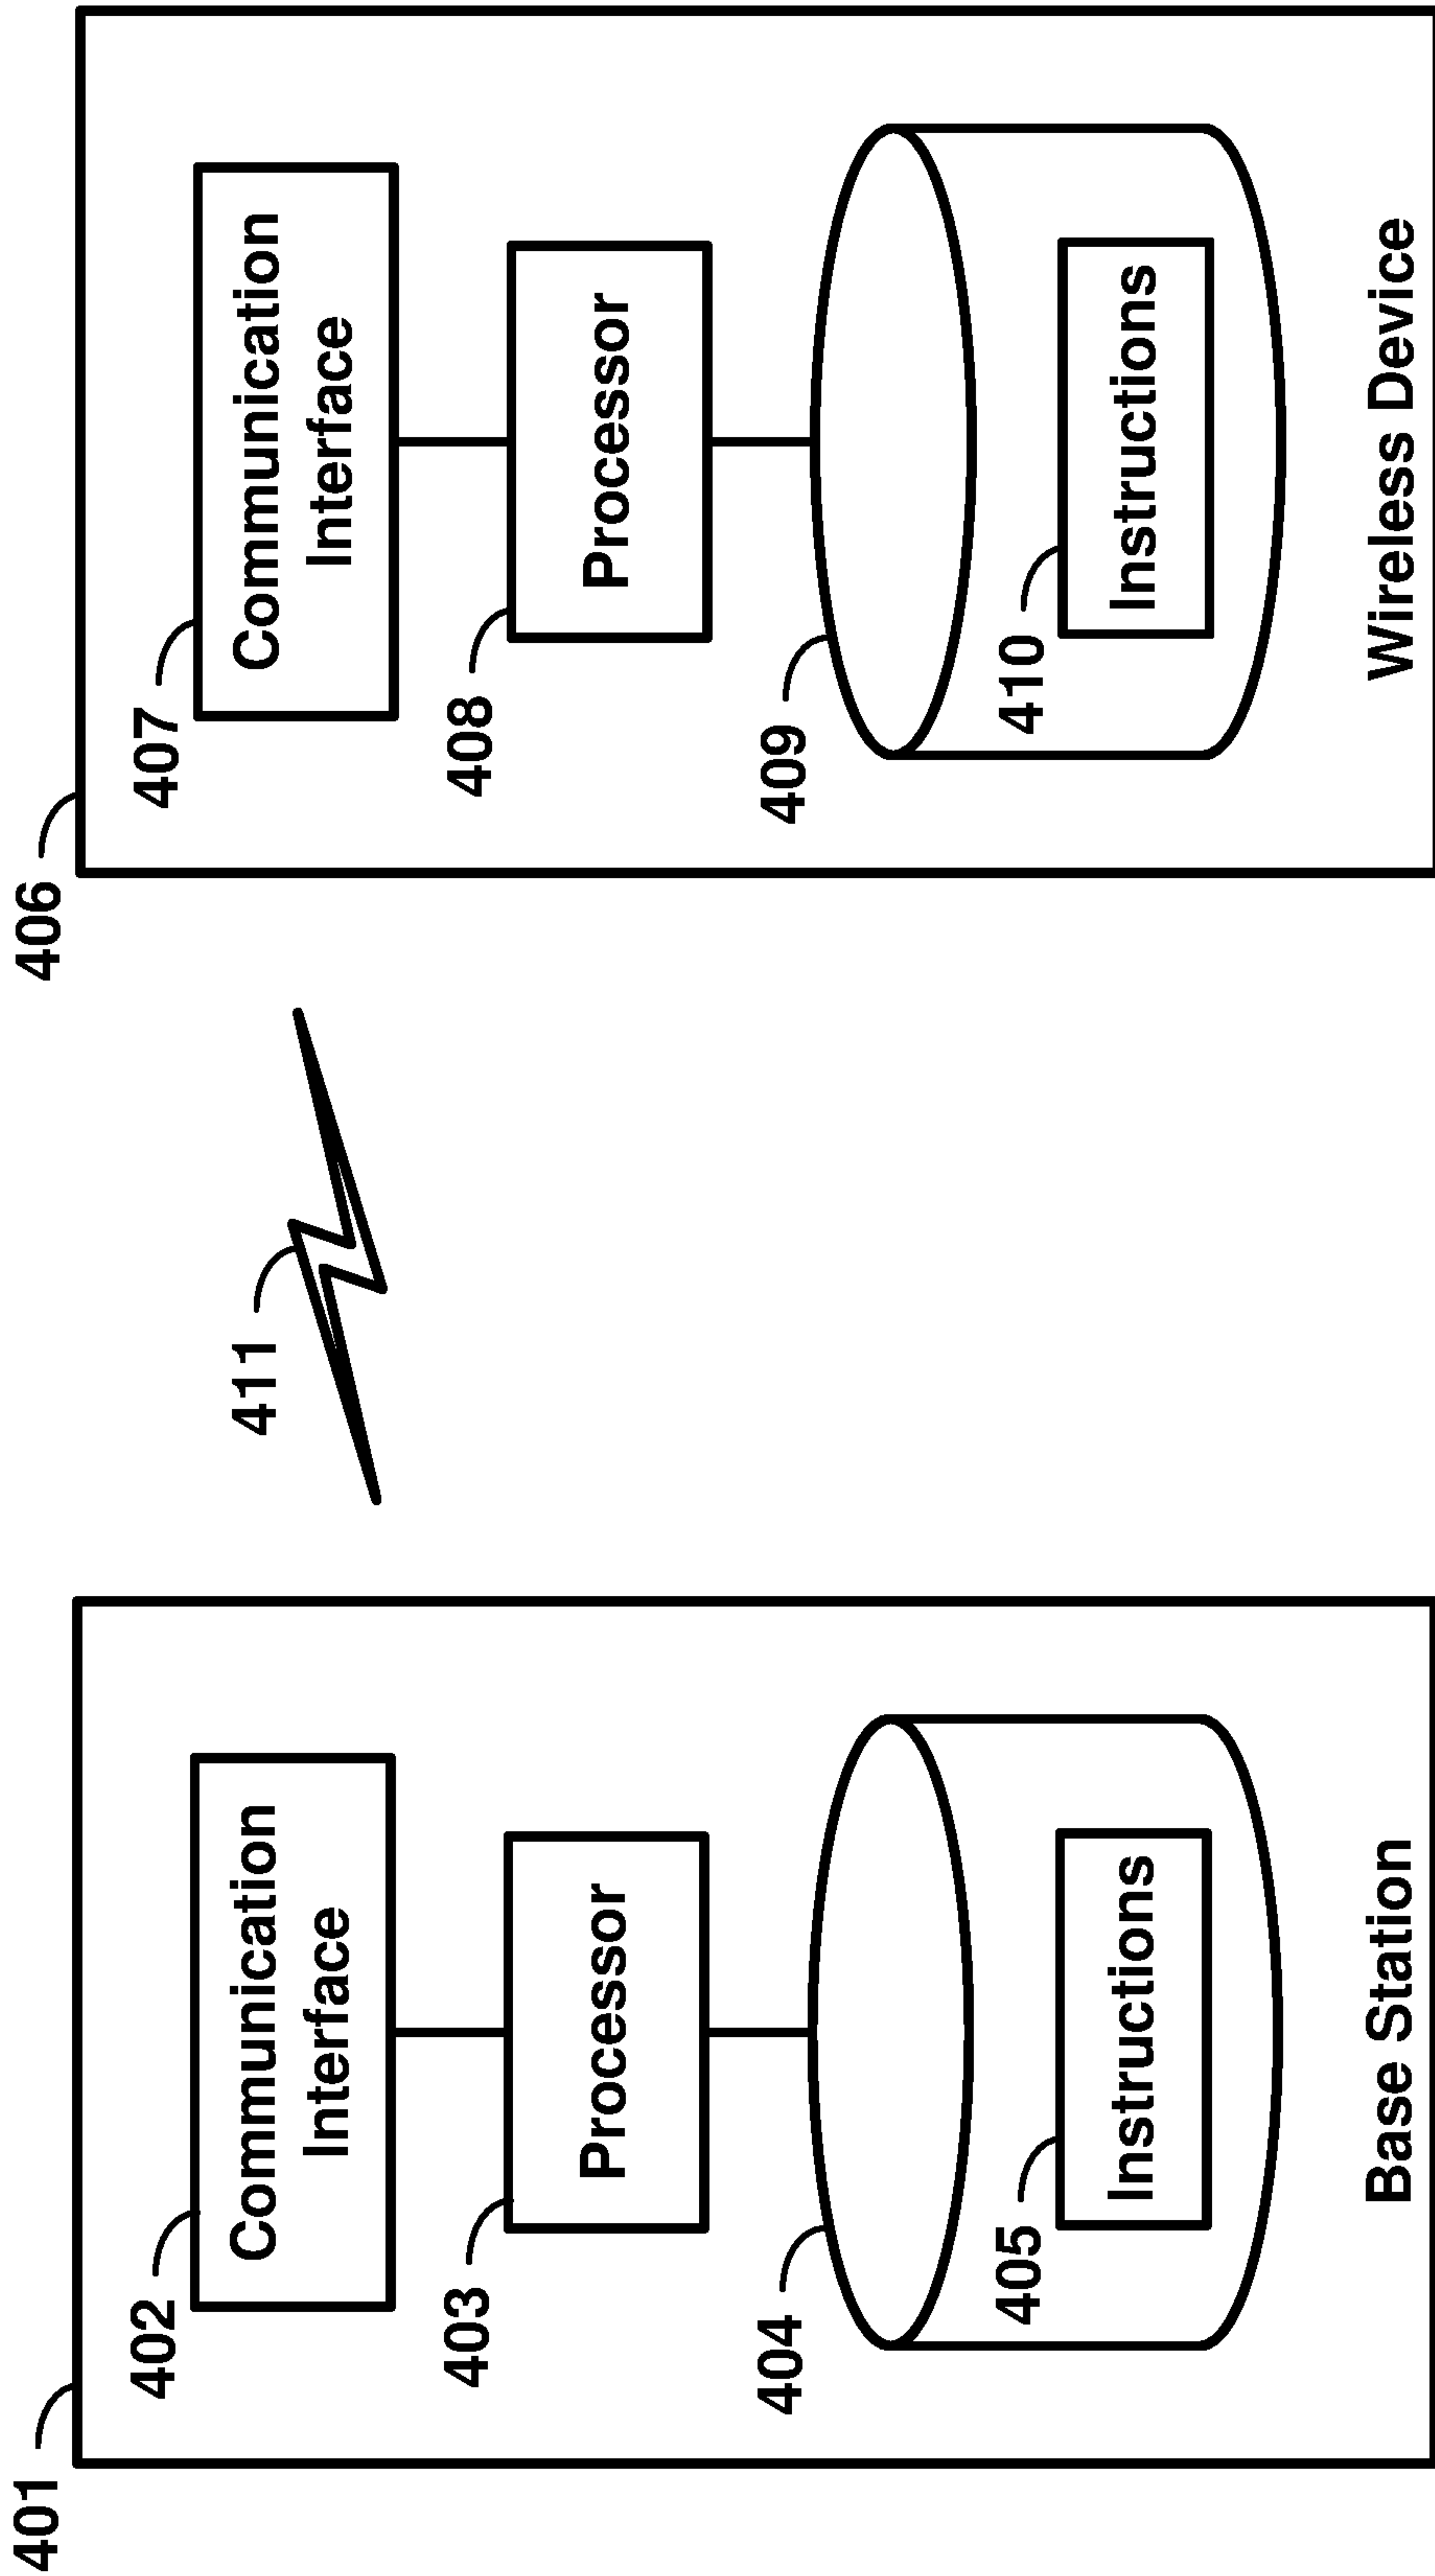 401
402
Communication
Interface
403
Processor
404
405
Instructions
Base Station
411
406
407
Communication
Interface
408
Processor
409
410
Instructions
Wireless Device